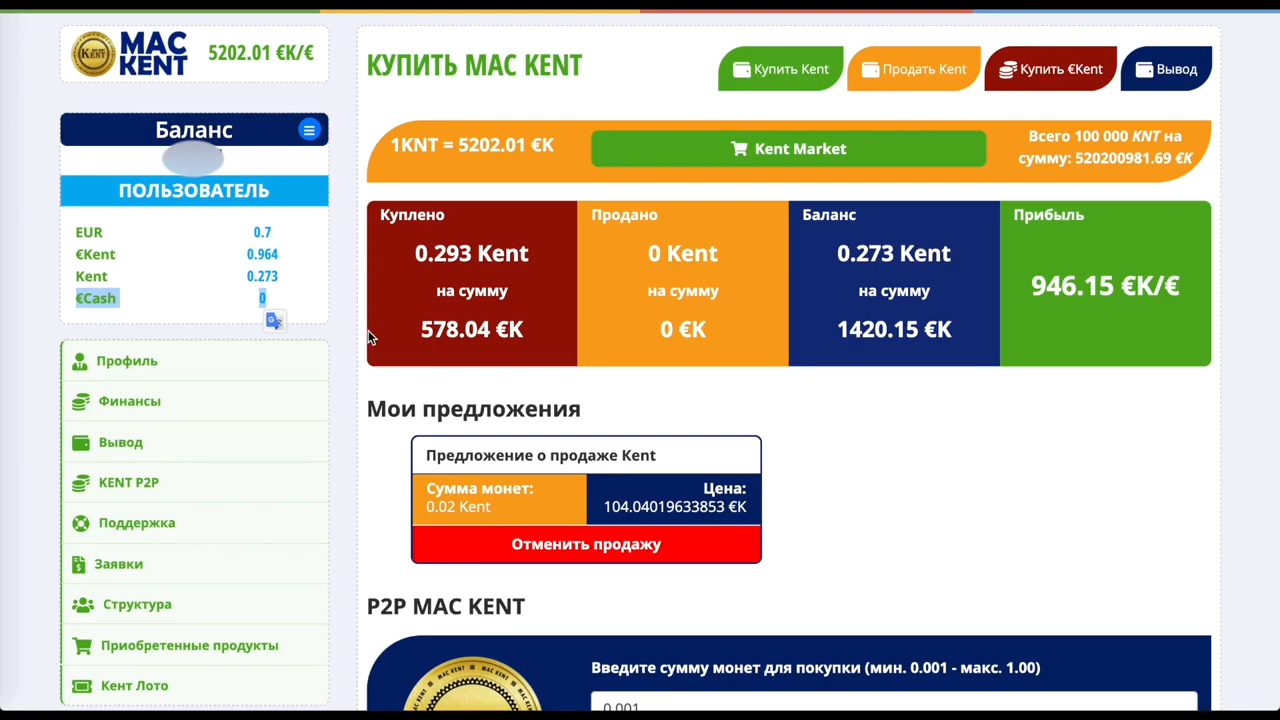 MAC
KENT
5202.01 €K/€
Баланс
ПОЛЬЗОВАТЕЛЬ
EUR 0.7
€Kent 0.964
Kent 0.273
€Cash 0
Профиль
Финансы
Вывод
KENT P2P
Поддержка
Заявки
Структура
Приобретенные продукты
Кент Лото
КУПИТЬ MAC KENT
Купить Kent
Продать Kent
Купить €Kent
Вывод
1KNT = 5202.01 €K
Kent Market
Всего 100 000 KNT на
сумму: 520200981.69 €K
Куплено
0.293 Kent
на сумму
578.04 €K
Продано
0 Kent
на сумму
0 €K
Баланс
0.273 Kent
на сумму
1420.15 €K
Прибыль
946.15 €K/€
Мои предложения
Предложение о продаже Kent
Сумма монет:
0.02 Kent
Цена:
104.04019633853 €K
Отменить продажу
P2P MAC KENT
Введите сумму монет для покупки (мин. 0.001 - макс. 1.00)
0.001